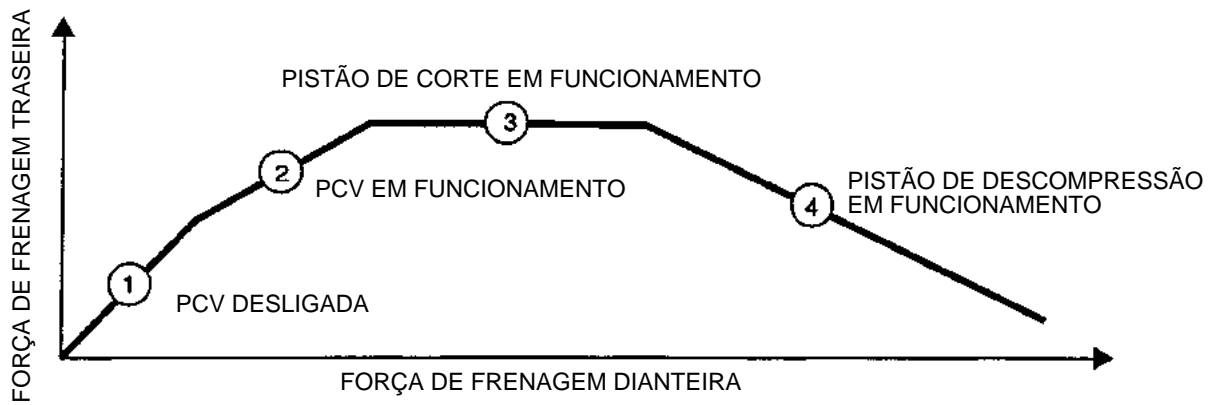 FORÇA DE FRENAGEM TRASEIRA
PISTÃO DE CORTE EM FUNCIONAMENTO
3
2
PCV EM FUNCIONAMENTO
PISTÃO DE DESCOMPRESSÃO
EM FUNCIONAMENTO
4
1
PCV DESLIGADA
FORÇA DE FRENAGEM DIANTEIRA